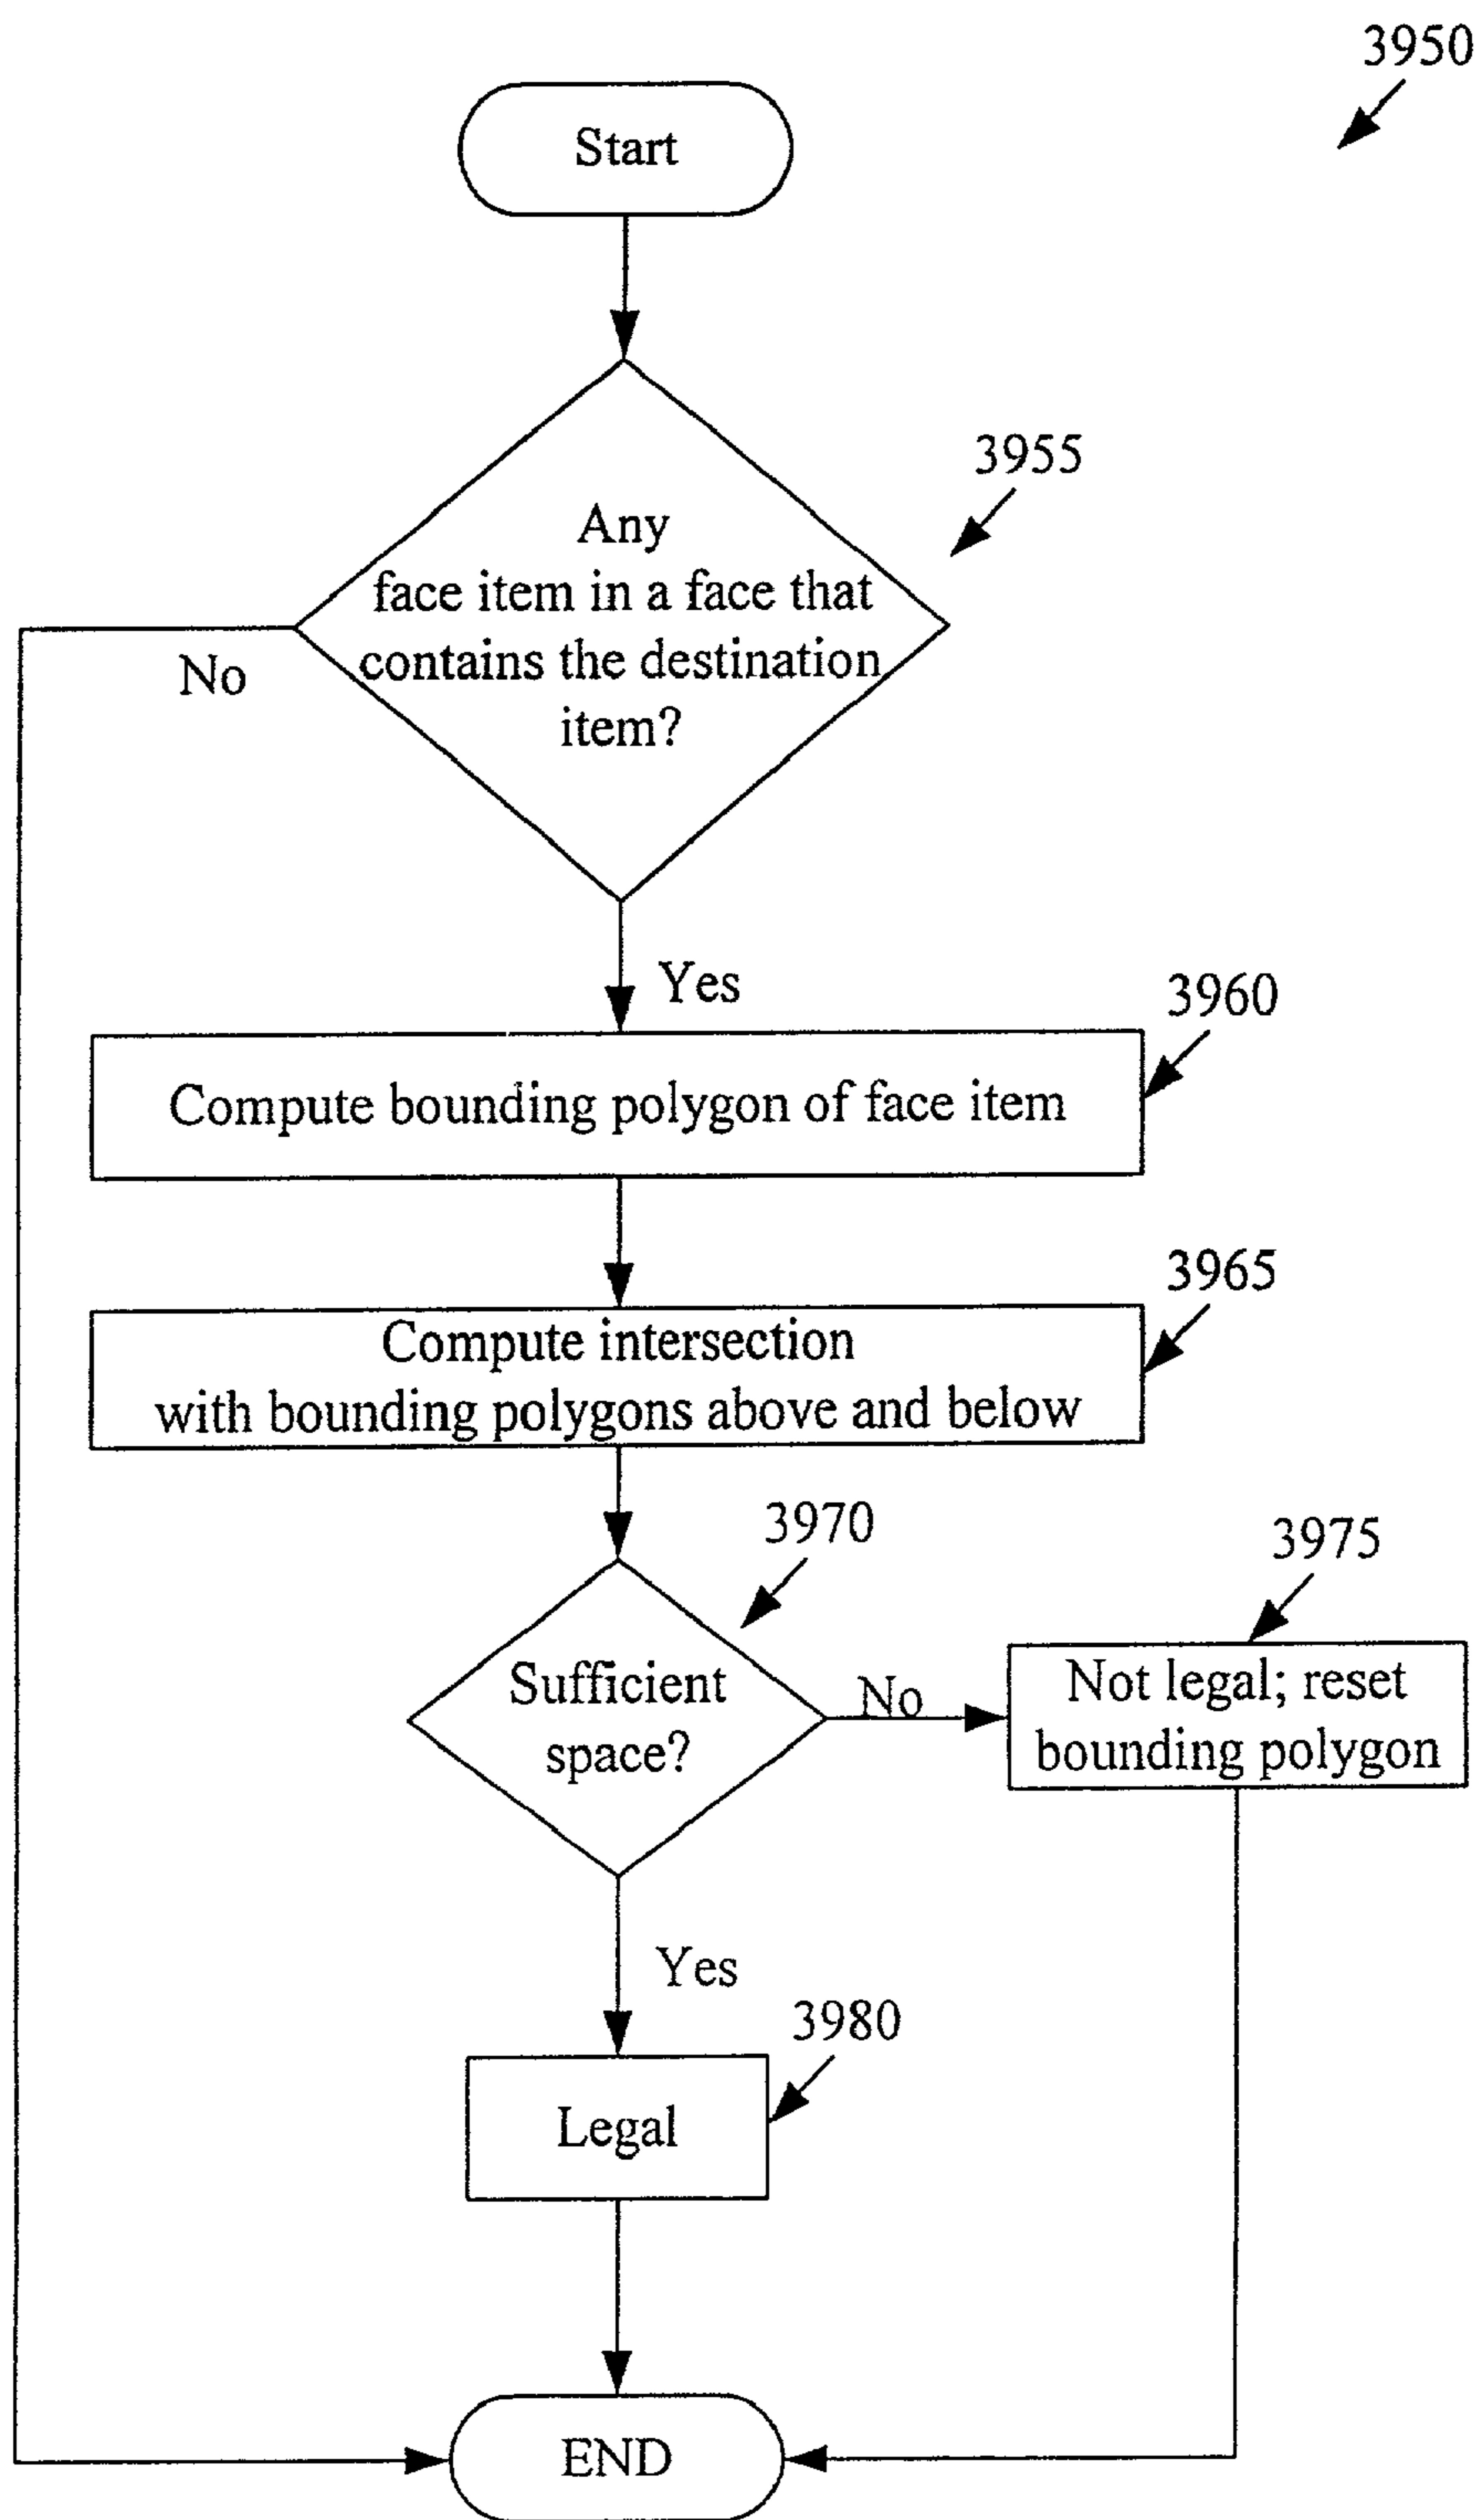 3950
Start
3955
Any
face item in a face that
contains the destination
item?
No
Yes
3960
Compute bounding polygon of face item
3965
Compute intersection
with bounding polygons above and below
3970
3975
Sufficient
space?
No
Not legal; reset
bounding polygon
Yes
3980
Legal
END